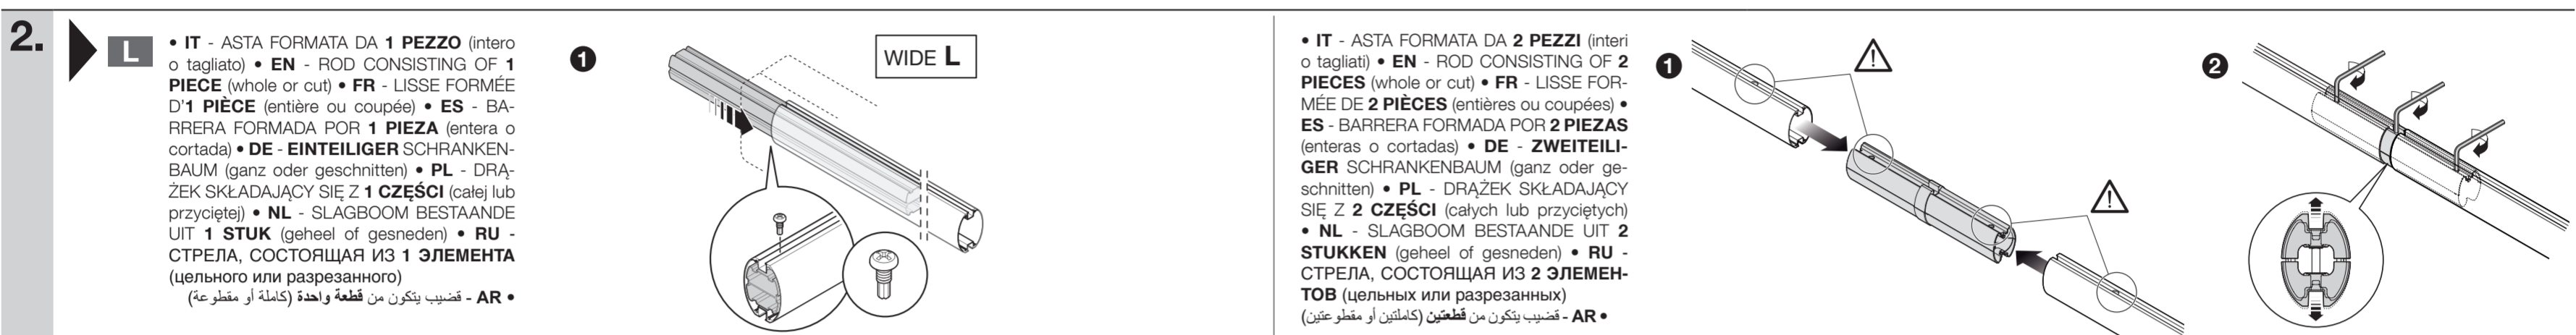 2.
L
• IT - ASTA FORMATA DA 1 PEZZO (intero
o tagliato) • EN - ROD CONSISTING OF 1
PIECE (whole or cut) • FR - LISSE FORMÉE
D'1 PIÈCE (entière ou coupée) • ES - BA-
RRERA FORMADA POR 1 PIEZA (entera o
cortada) • DE - EINTEILIGER SCHRANKEN-
BAUM (ganz oder geschnitten) • PL - DRĄ-
ŻEK SKŁADAJĄCY SIĘ Z 1 CZĘŚCI (całej lub
przyciętej) • NL - SLAGBOOM BESTAANDE
UIT 1 STUK (geheel of gesneden) • RU -
СТРЕЛА, СОСТОЯЩАЯ ИЗ 1 ЭЛЕМЕНТА
(цельного или разрезанного)
• AR - قضيب يتكون من قطعة واحدة (كاملة أو مقطوعة)
1
WIDE L
• IT - ASTA FORMATA DA 2 PEZZI (interi
o tagliati) • EN - ROD CONSISTING OF 2
PIECES (whole or cut) • FR - LISSE FOR-
MÉE DE 2 PIÈCES (entières ou coupées) •
ES - BARRERA FORMADA POR 2 PIEZAS
(enteras o cortadas) • DE - ZWEITEILI-
GER SCHRANKENBAUM (ganz oder ge-
schnitten) • PL - DRĄŻEK SKŁADAJĄCY
SIĘ Z 2 CZĘŚCI (całych lub przyciętych)
• NL - SLAGBOOM BESTAANDE UIT 2
STUKKEN (geheel of gesneden) • RU -
СТРЕЛА, СОСТОЯЩАЯ ИЗ 2 ЭЛЕМЕН-
ТОВ (цельных или разрезанных)
• AR - قضيب يتكون من قطعتين (كاملتين أو مقطوعتين)
1
2